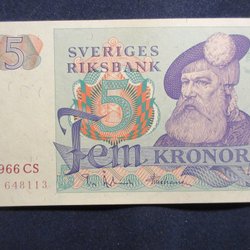 5
SVERIGES
RIKSBANK
5
966 CS
Fem KRONOR
648113